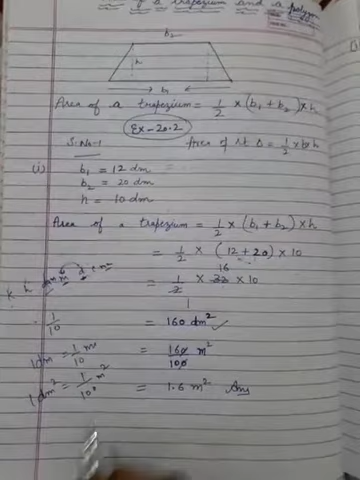 of a trapezium and a polygon
b₂
h
b₁
Area of a trapezium = 1/2 × (b₁ + b₂) × h
Ex - 20.2
S.No-1
Area of rt Δ = 1/2 × b × h
(i) b₁ = 12 dm
b₂ = 20 dm
h = 10 dm
Area of a trapezium = 1/2 × (b₁ + b₂) × h
= 1/2 × (12 + 20) × 10
16
= 1/2 × 32 × 10
1
1/10
= 160 dm²
1dm = 1/10 m
= 160/100 m²
1dm² = 1/100 m²
= 1.6 m² Ans